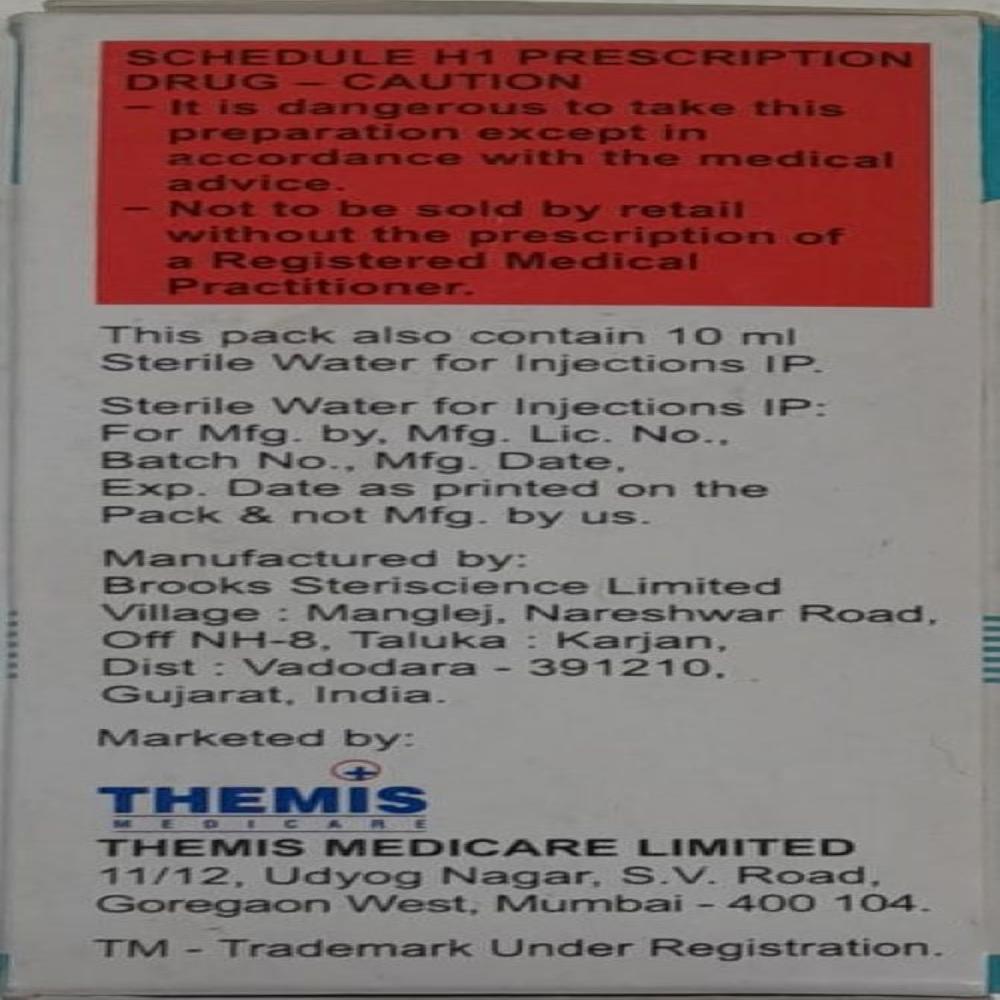 SCHEDULE H1 PRESCRIPTION
DRUG – CAUTION
– It is dangerous to take this
preparation except in
accordance with the medical
advice.
– Not to be sold by retail
without the prescription of
a Registered Medical
Practitioner.
This pack also contain 10 ml
Sterile Water for Injections IP.
Sterile Water for Injections IP:
For Mfg. by, Mfg. Lic. No.,
Batch No., Mfg. Date,
Exp. Date as printed on the
Pack & not Mfg. by us.
Manufactured by:
Brooks Steriscience Limited
Village : Manglej, Nareshwar Road,
Off NH-8, Taluka : Karjan,
Dist : Vadodara - 391210,
Gujarat, India.
Marketed by:
THEMIS
MEDICARE
THEMIS MEDICARE LIMITED
11/12, Udyog Nagar, S.V. Road,
Goregaon West, Mumbai - 400 104.
TM - Trademark Under Registration.